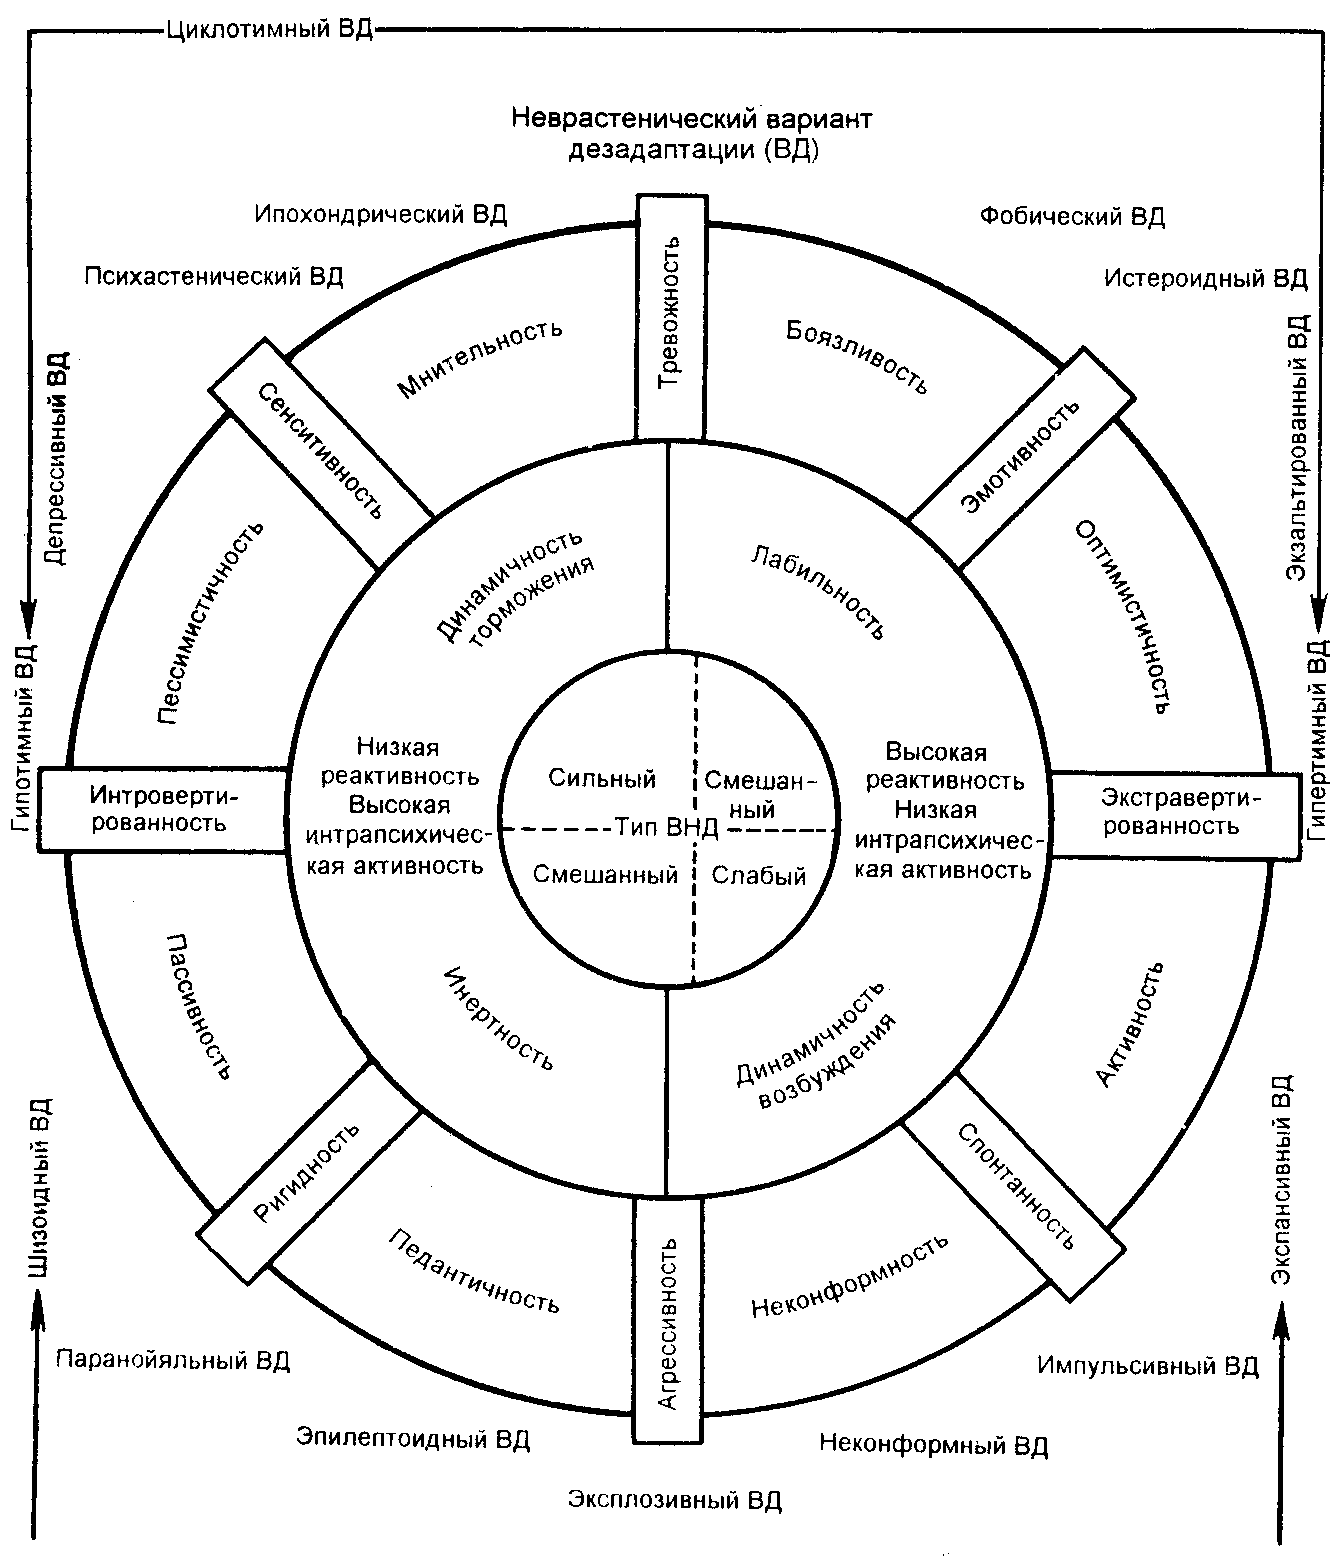 Циклотимный ВД
Неврастенический вариант
дезадаптации (ВД)
Ипохондрический ВД
Фобический ВД
Психастенический ВД
Истероидный ВД
Депрессивный ВД
Экзальтированный ВД
Гипотимный ВД
Гипертимный ВД
Тревожность
Мнительность
Боязливость
Сенситивность
Эмотивность
Пессимистичность
Оптимистичность
Динамичность
торможения
Лабильность
Интроверти-
рованность
Низкая
реактивность
Высокая
интрапсихичес-
кая активность
Сильный
Смешан-
ный
Тип ВНД
Смешанный
Слабый
Высокая
реактивность
Низкая
интрапсихичес-
кая активность
Экстраверти-
рованность
Пассивность
Инертность
Динамичность
возбуждения
Активность
Ригидность
Спонтанность
Педантичность
Агрессивность
Неконформность
Шизоидный ВД
Экспансивный ВД
Паранойяльный ВД
Импульсивный ВД
Эпилептоидный ВД
Неконформный ВД
Эксплозивный ВД